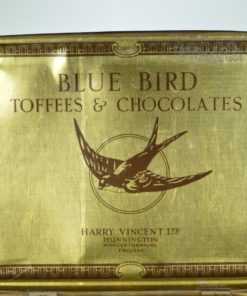 BLUE BIRD
TOFFEES & CHOCOLATES
HARRY, VINCENT LTD
HUNNINGTON
WORCESTERSHIRE
ENGLAND